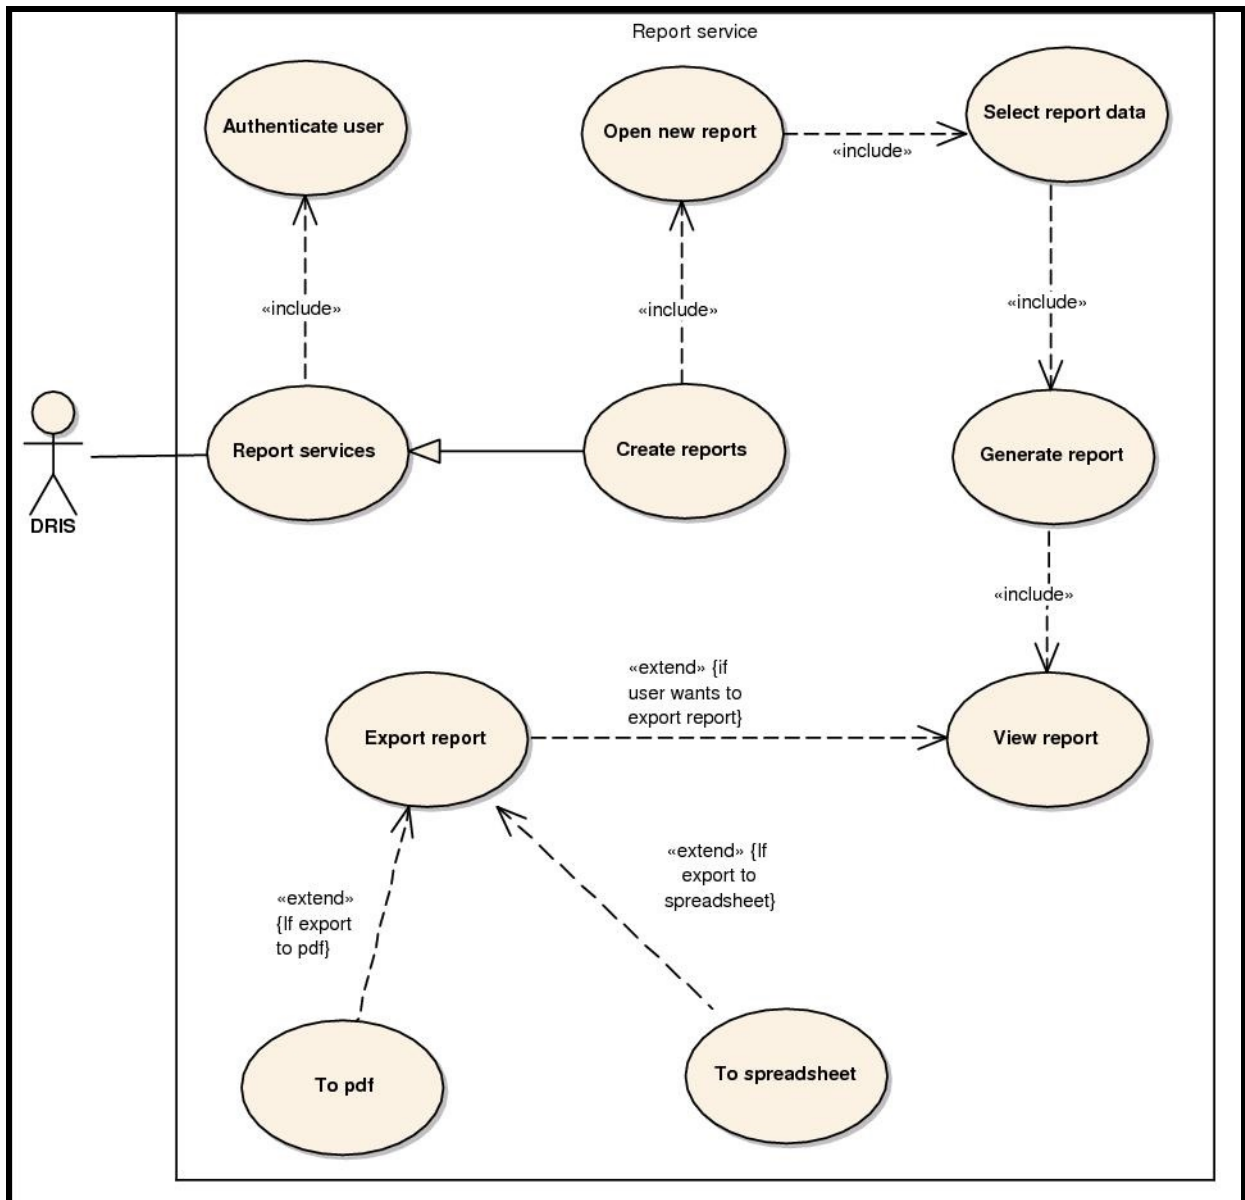 Report service
Authenticate user
Open new report
Select report data
«include»
«include»
«include»
«include»
Report services
Create reports
Generate report
DRIS
«include»
«extend» {if
user wants to
export report}
Export report
View report
«extend» {If
export to
spreadsheet}
«extend»
{If export
to pdf}
To pdf
To spreadsheet